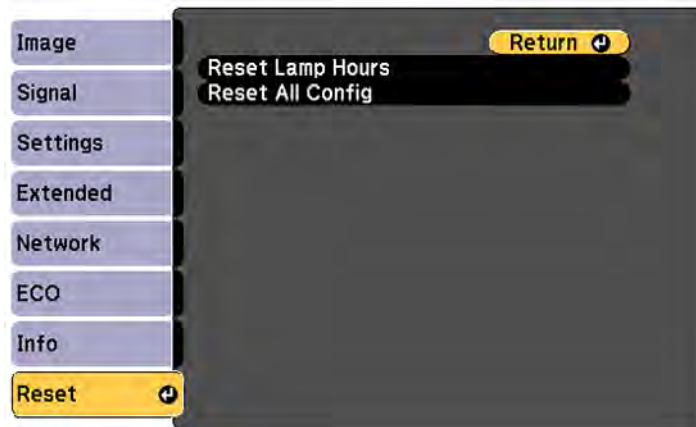 Image
Signal
Settings
Extended
Network
ECO
Info
Reset
Return
Reset Lamp Hours
Reset All Config